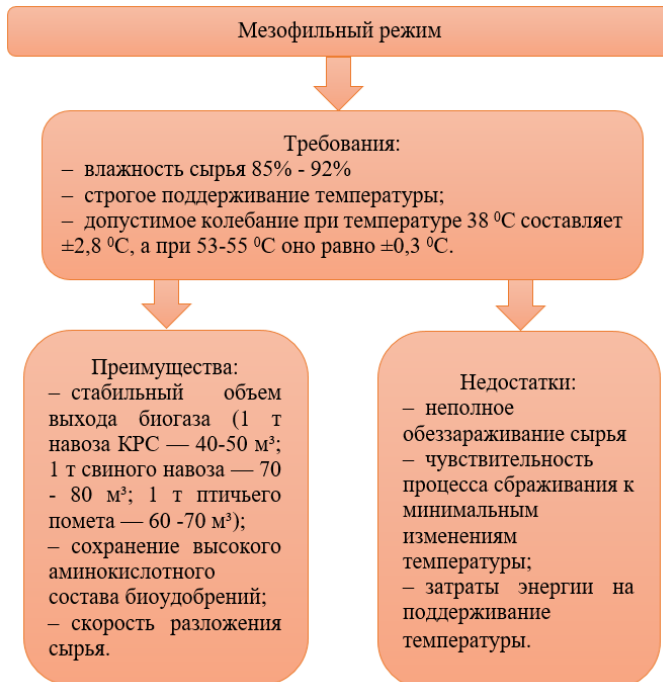 Мезофильный режим
Требования:
– влажность сырья 85% - 92%
– строгое поддерживание температуры;
– допустимое колебание при температуре 38 ⁰С составляет
±2,8 ⁰С, а при 53-55 ⁰С оно равно ±0,3 ⁰С.
Преимущества:
– стабильный объем
выхода биогаза (1 т
навоза КРС — 40-50 м³;
1 т свиного навоза — 70
- 80 м³; 1 т птичьего
помета — 60 -70 м³);
– сохранение высокого
аминокислотного
состава биоудобрений;
– скорость разложения
сырья.
Недостатки:
– неполное
обеззараживание сырья
– чувствительность
процесса сбраживания к
минимальным
изменениям
температуры;
– затраты энергии на
поддерживание
температуры.